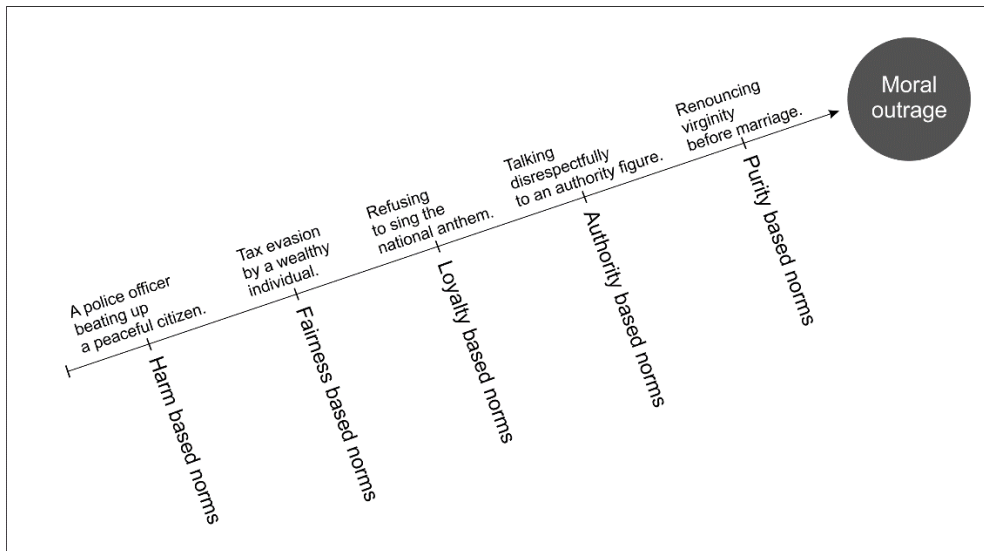 Moral
outrage
A police officer
beating up
a peaceful citizen.
Harm based norms
Tax evasion
by a wealthy
individual.
Fairness based norms
Refusing
to sing the
national anthem.
Loyalty based norms
Talking
disrespectfully
to an authority figure.
Authority based norms
Renouncing
virginity
before marriage.
Purity based norms